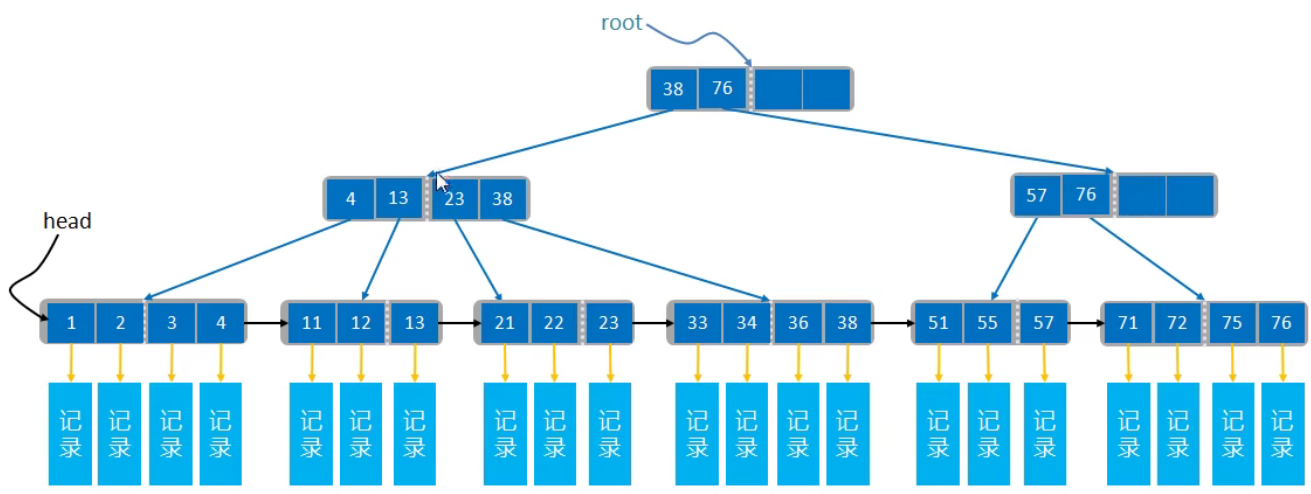 root
38 76
4 13 23 38
57 76
head
1 2 3 4
11 12 13
21 22 23
33 34 36 38
51 55 57
71 72 75 76
记录 记录 记录 记录
记录 记录 记录
记录 记录 记录
记录 记录 记录 记录
记录 记录 记录
记录 记录 记录 记录